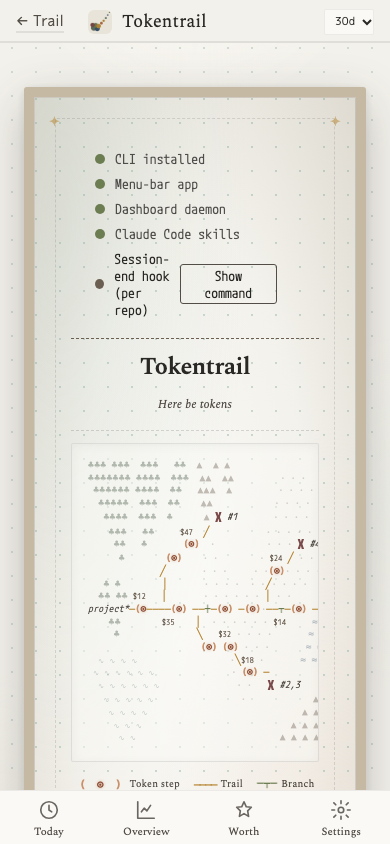 ← Trail
Tokentrail
30d
CLI installed
Menu-bar app
Dashboard daemon
Claude Code skills
Session-
end hook
(per
repo)
Show
command
Tokentrail
Here be tokens
X #1
$47
X #4
$24
$12
project*
$35
$14
$32
$18
X #2,3
Token step
Trail
Branch
Today
Overview
Worth
Settings